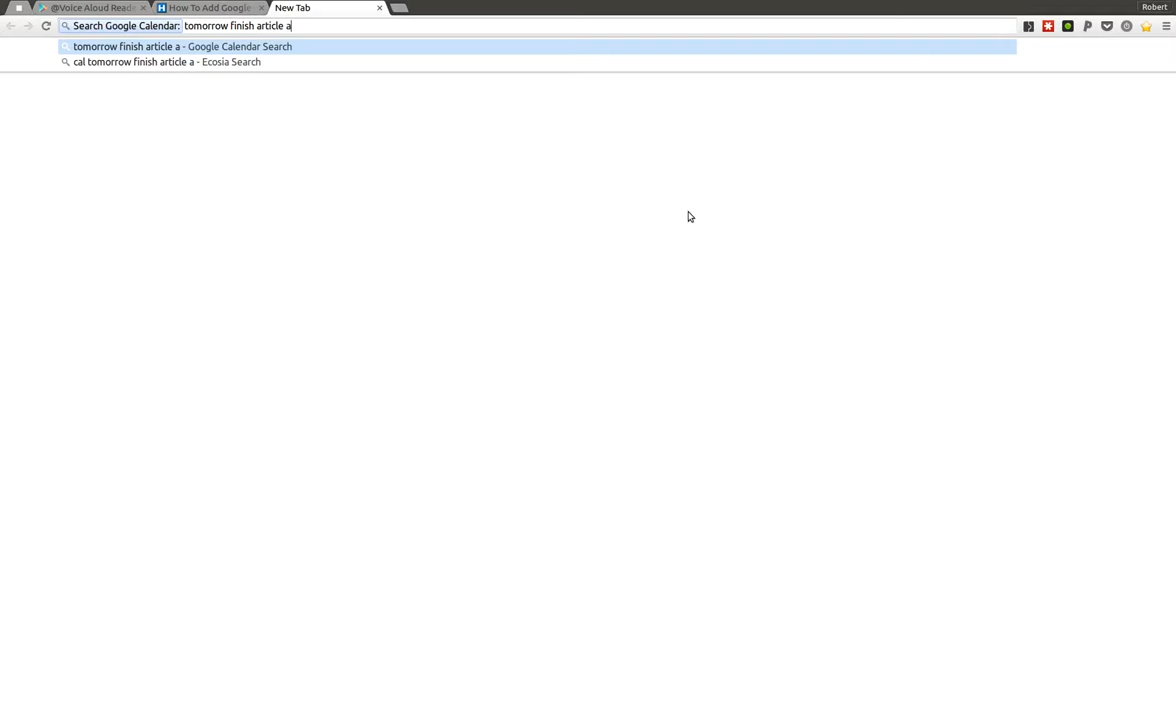 @Voice Aloud Reade
How To Add Google
New Tab
Robert
Search Google Calendar: tomorrow finish article a
tomorrow finish article a - Google Calendar Search
cal tomorrow finish article a - Ecosia Search